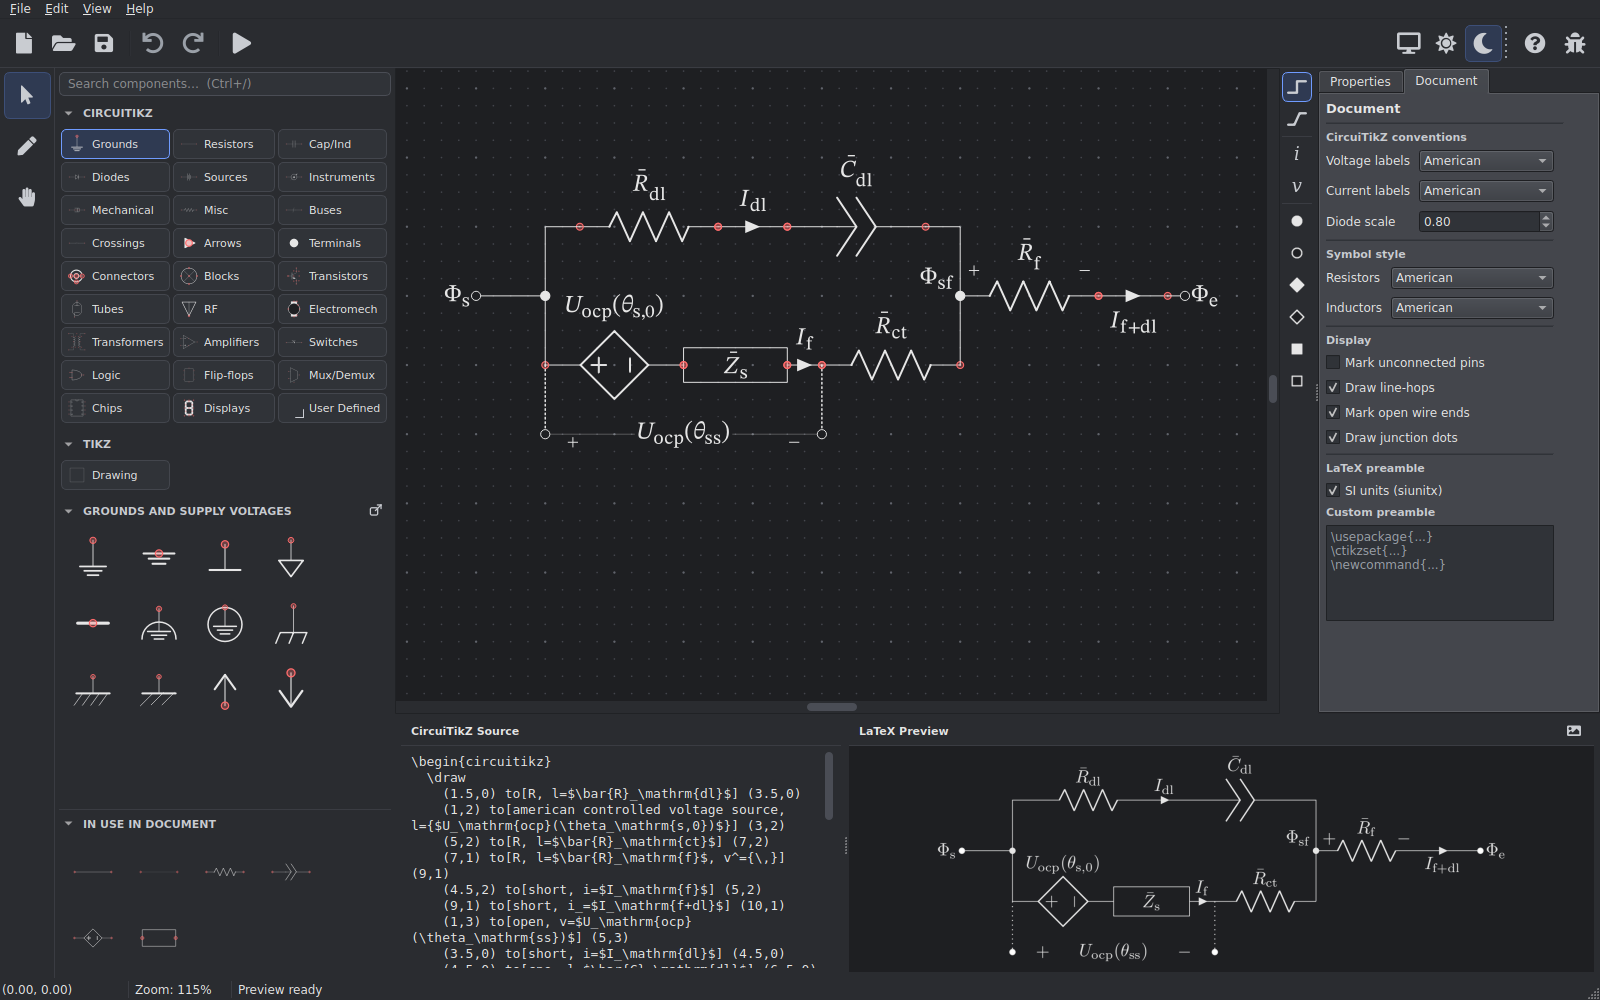 File Edit View Help
Search components... (Ctrl+/)
CIRCUITIKZ
Grounds Resistors Cap/Ind
Diodes Sources Instruments
Mechanical Misc Buses
Crossings Arrows Terminals
Connectors Blocks Transistors
Tubes RF Electromech
Transformers Amplifiers Switches
Logic Flip-flops Mux/Demux
Chips Displays User Defined
TIKZ
Drawing
GROUNDS AND SUPPLY VOLTAGES
IN USE IN DOCUMENT
R̄dl Idl C̄dl
Φs Uocp(θs,0) Φsf + R̄f − Φe
If+dl
+ − Z̄s If R̄ct
+ Uocp(θss) −
i
v
Properties Document
Document
CircuiTikZ conventions
Voltage labels American
Current labels American
Diode scale 0.80
Symbol style
Resistors American
Inductors American
Display
Mark unconnected pins
Draw line-hops
Mark open wire ends
Draw junction dots
LaTeX preamble
SI units (siunitx)
Custom preamble
\usepackage{...}
\ctikzset{...}
\newcommand{...}
CircuiTikZ Source
\begin{circuitikz}
\draw
(1.5,0) to[R, l=$\bar{R}_\mathrm{dl}$] (3.5,0)
(1,2) to[american controlled voltage source,
l={$U_\mathrm{ocp}(\theta_\mathrm{s,0})$}] (3,2)
(5,2) to[R, l=$\bar{R}_\mathrm{ct}$] (7,2)
(7,1) to[R, l=$\bar{R}_\mathrm{f}$, v^={\,}]
(9,1)
(4.5,2) to[short, i=$I_\mathrm{f}$] (5,2)
(9,1) to[short, i_=$I_\mathrm{f+dl}$] (10,1)
(1,3) to[open, v=$U_\mathrm{ocp}
(\theta_\mathrm{ss})$] (5,3)
(3.5,0) to[short, i=$I_\mathrm{dl}$] (4.5,0)
LaTeX Preview
R̄dl Idl C̄dl
Φs Uocp(θs,0) Φsf + R̄f − Φe
If+dl
+ − Z̄s If R̄ct
+ Uocp(θss) −
(0.00, 0.00) Zoom: 115% Preview ready